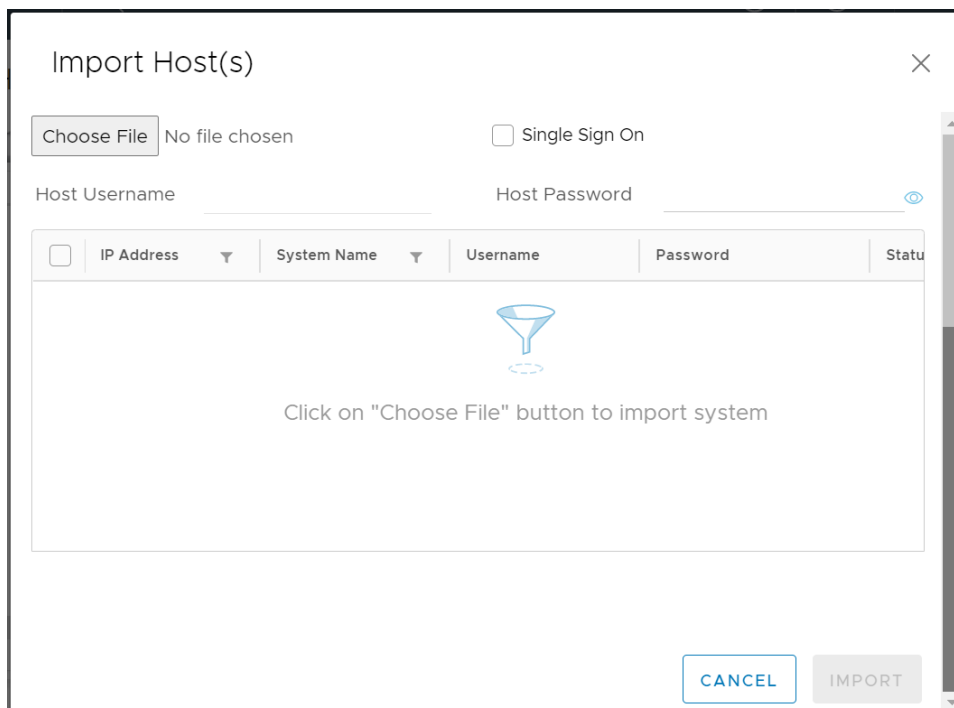 Import Host(s)
Choose File No file chosen
Single Sign On
Host Username
Host Password
IP Address
System Name
Username
Password
Statu
Click on "Choose File" button to import system
CANCEL
IMPORT